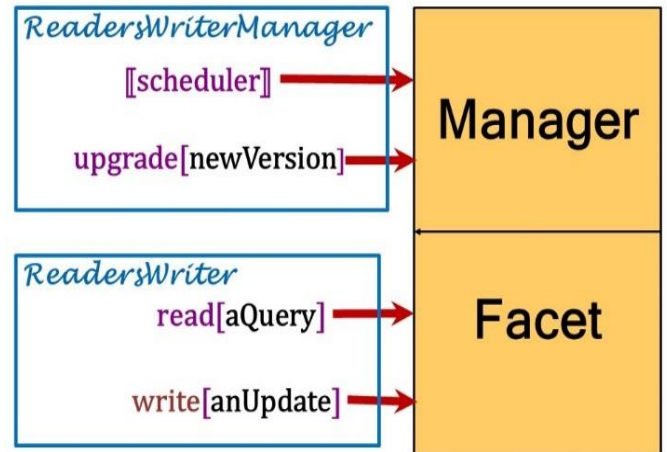 ReadersWriterManager
⟦scheduler⟧
upgrade[newVersion]
Manager
ReadersWriter
read[aQuery]
write[anUpdate]
Facet